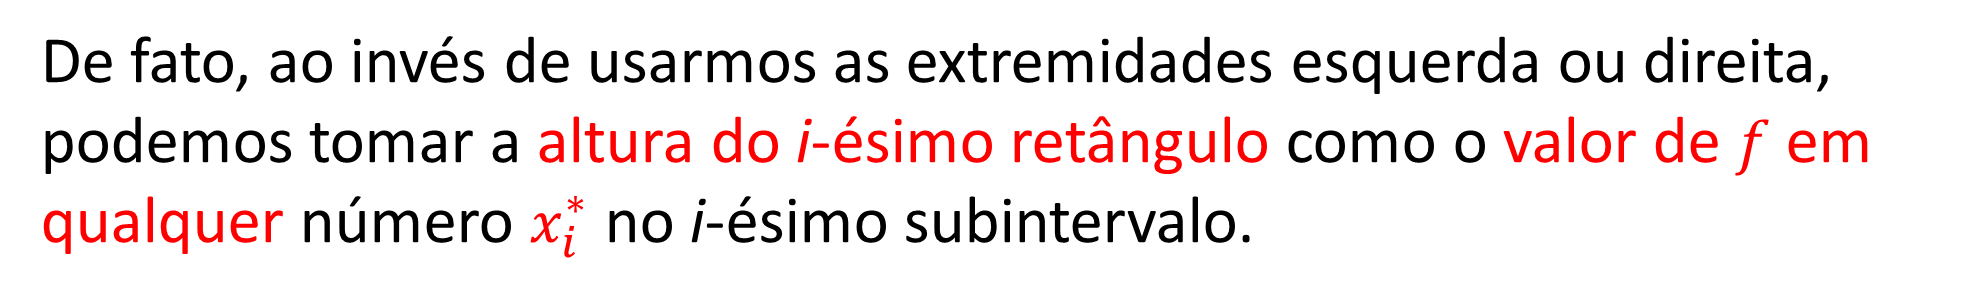 De fato, ao invés de usarmos as extremidades esquerda ou direita,
podemos tomar a altura do i-ésimo retângulo como o valor de f em
qualquer número x_i^* no i-ésimo subintervalo.